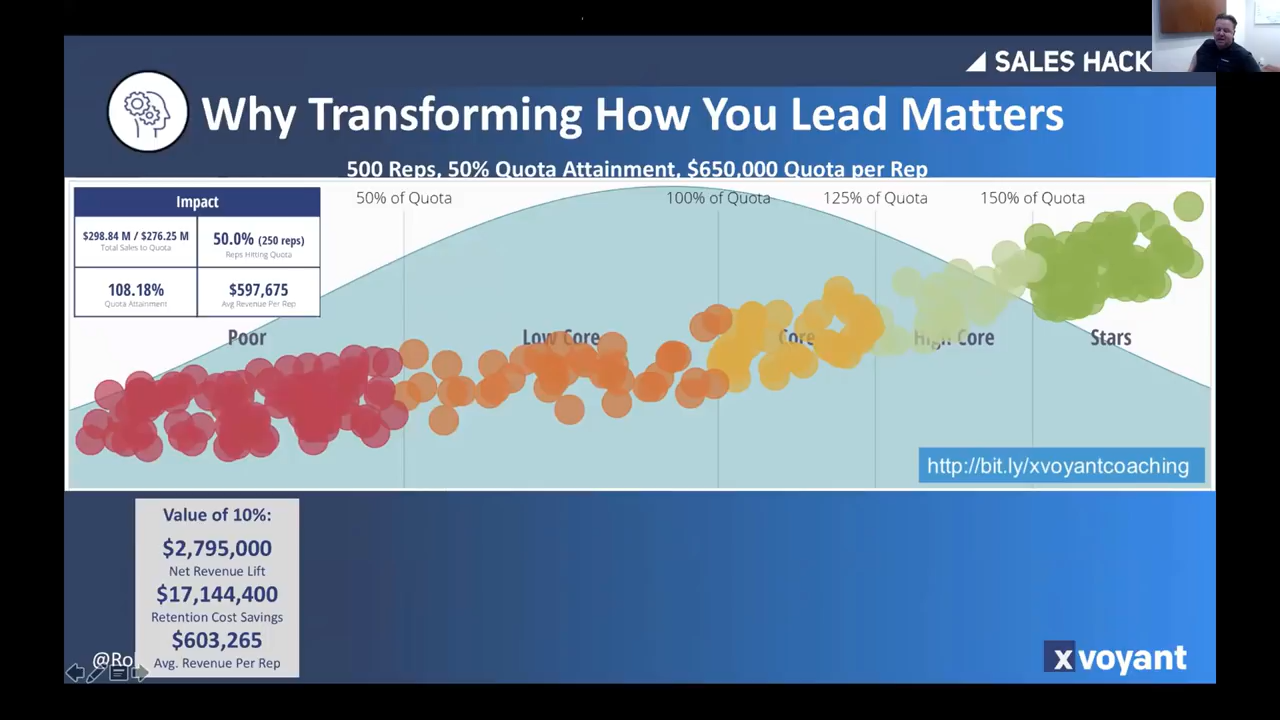 SALES HACK
Why Transforming How You Lead Matters
500 Reps, 50% Quota Attainment, $650,000 Quota per Rep
Impact
$298.84 M / $276.25 M
Total Sales to Quota
50.0% (250 reps)
Reps Hitting Quota
108.18%
Quota Attainment
$597,675
Avg Revenue Per Rep
50% of Quota
100% of Quota
125% of Quota
150% of Quota
Poor
Low Core
Core
High Core
Stars
http://bit.ly/xvoyantcoaching
Value of 10%:
$2,795,000
Net Revenue Lift
$17,144,400
Retention Cost Savings
$603,265
Avg. Revenue Per Rep
@Ro
xvoyant